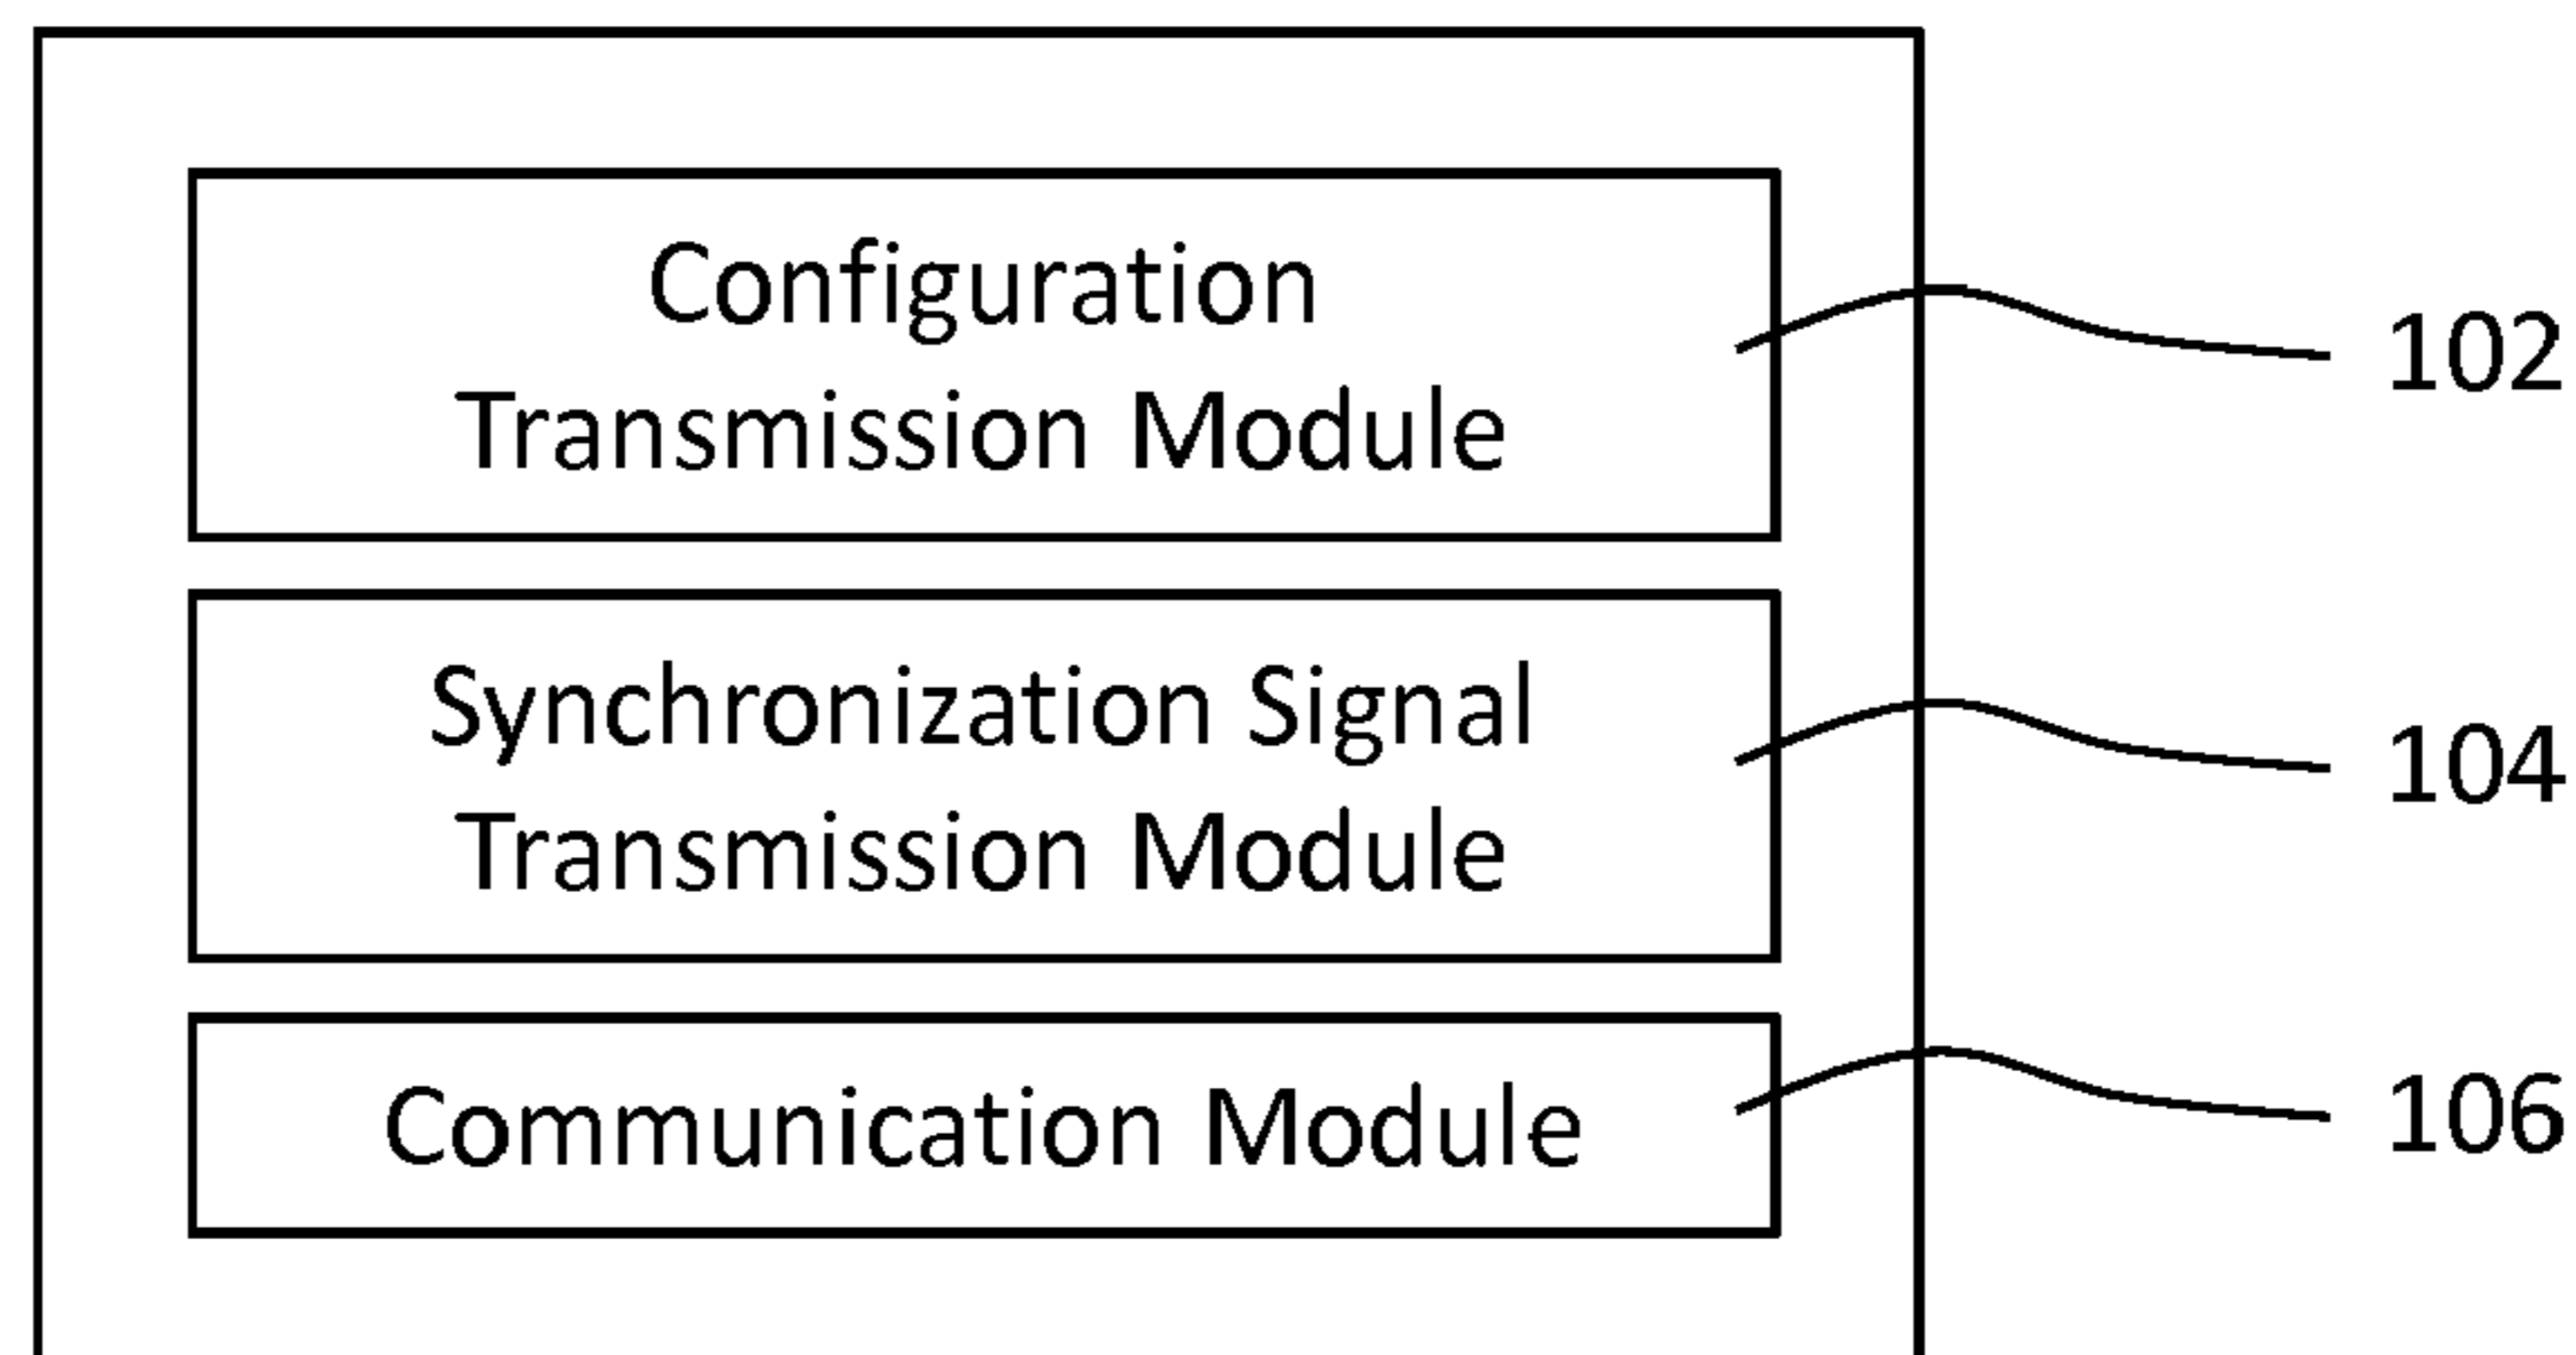 Configuration
Transmission Module
102
Synchronization Signal
Transmission Module
104
Communication Module
106